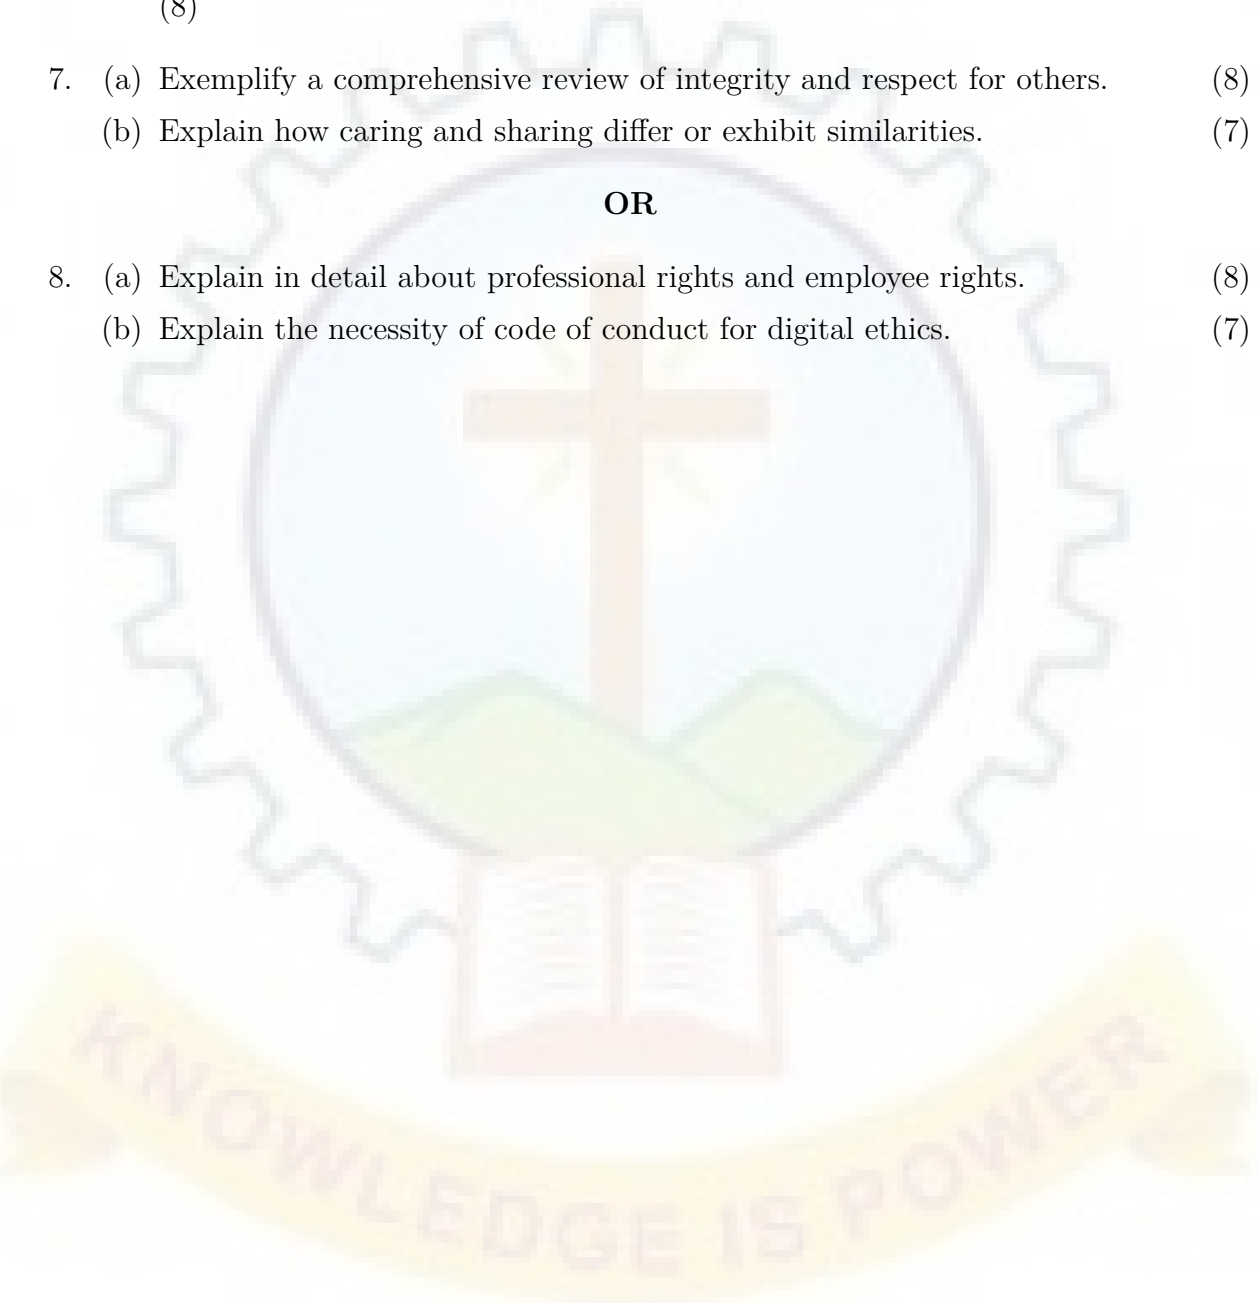 (8)
7. (a) Exemplify a comprehensive review of integrity and respect for others. (8)
(b) Explain how caring and sharing differ or exhibit similarities. (7)
OR
8. (a) Explain in detail about professional rights and employee rights. (8)
(b) Explain the necessity of code of conduct for digital ethics. (7)
KNOWLEDGE IS POWER